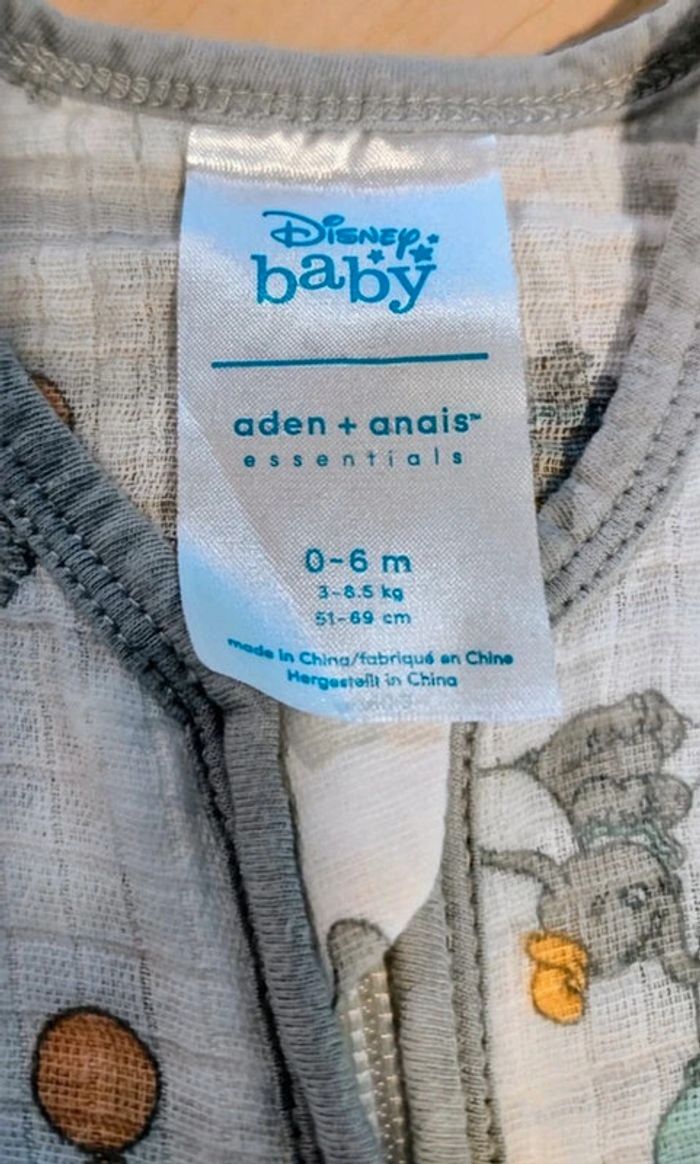 Disney
baby
aden + anais™
essentials
0-6 m
3-8.5 kg
51-69 cm
made in China/fabriqué en Chine
Hergestellt in China